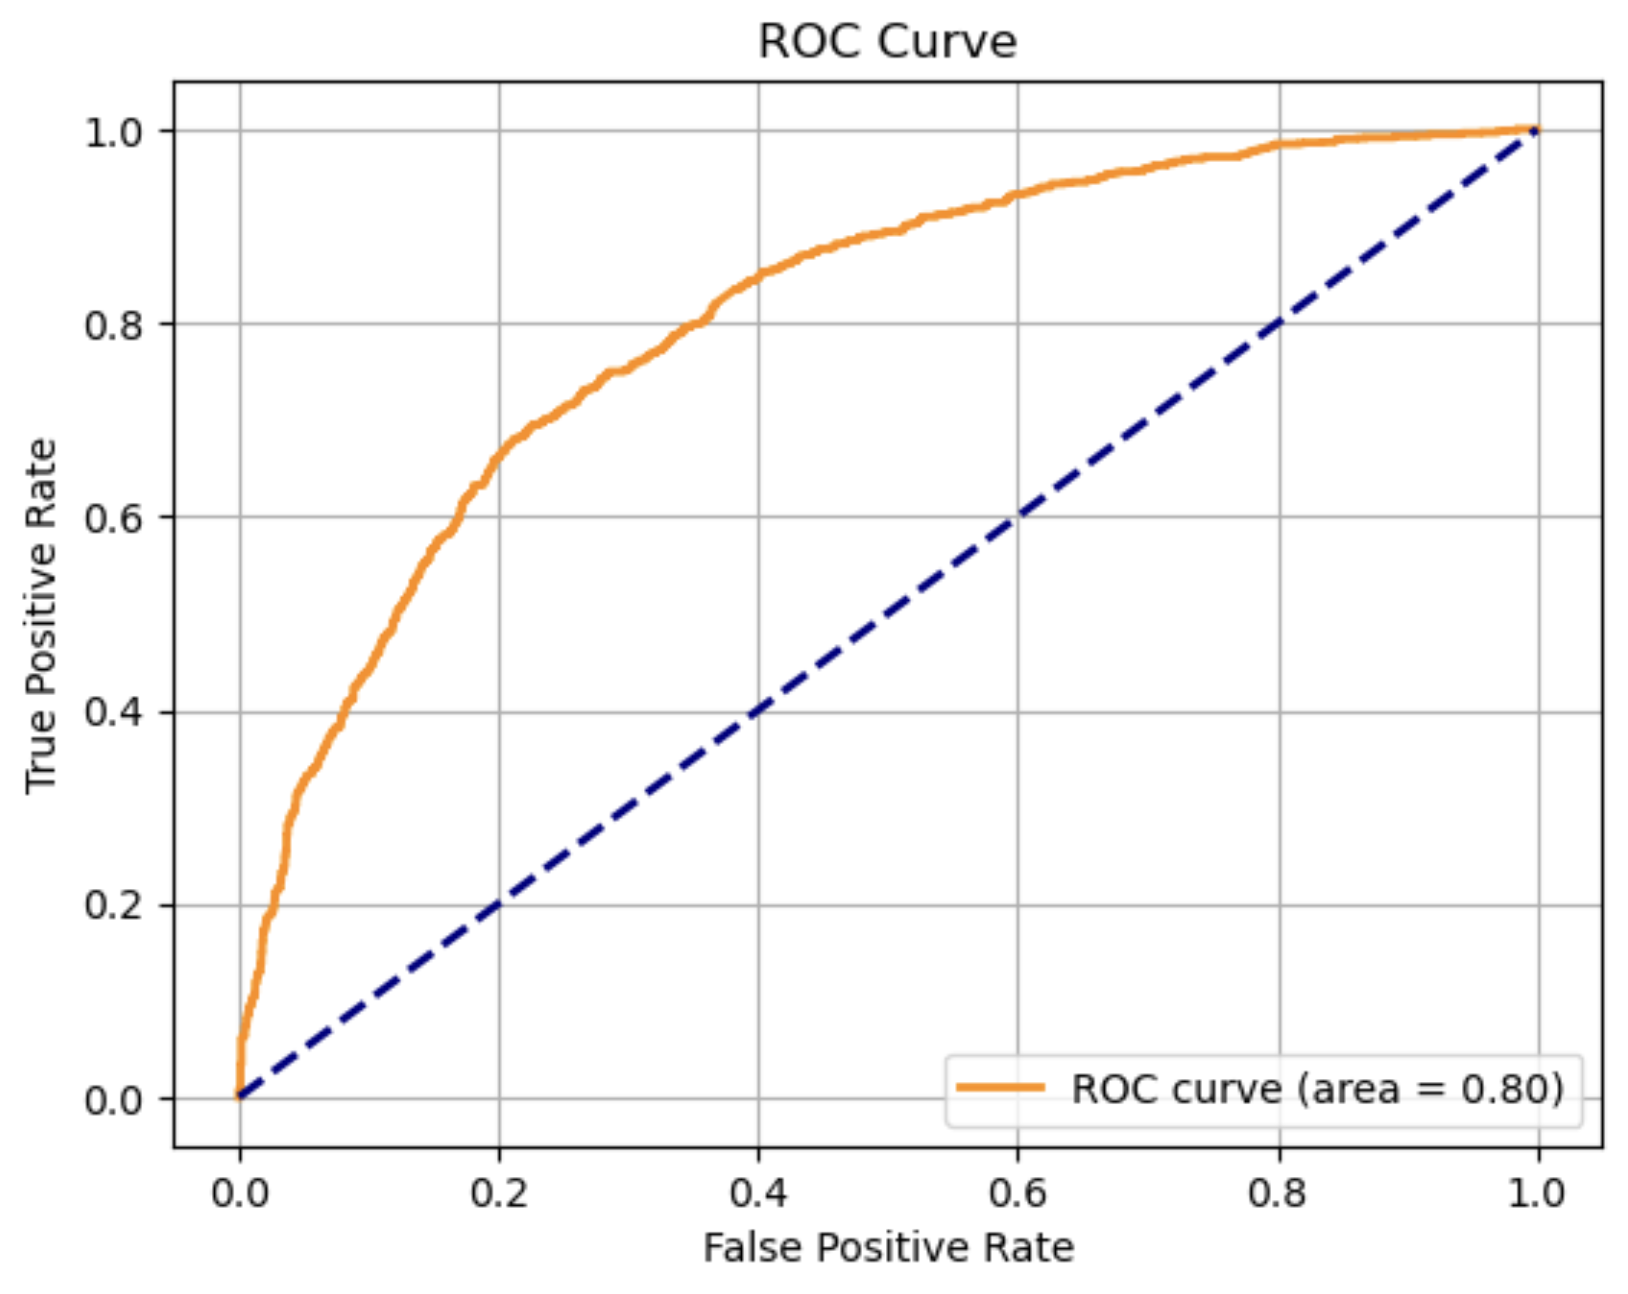 ROC Curve
True Positive Rate
1.0
0.8
0.6
0.4
0.2
0.0
ROC curve (area = 0.80)
0.0 0.2 0.4 0.6 0.8 1.0
False Positive Rate